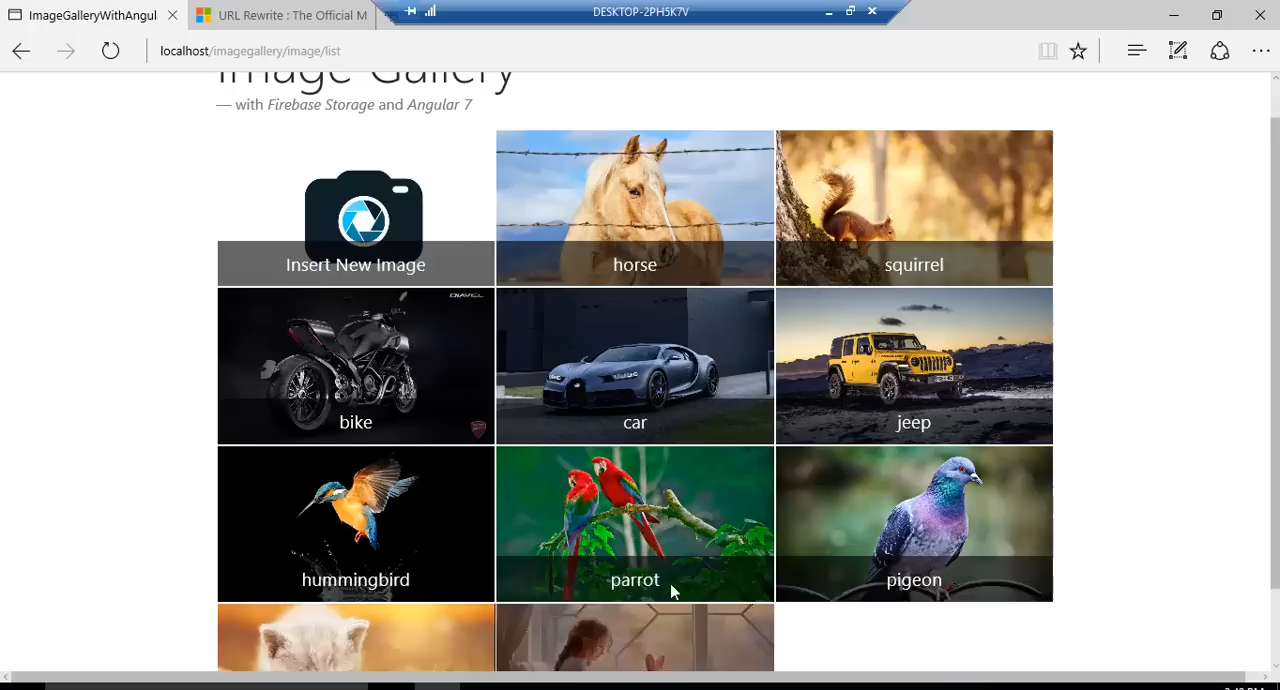 ImageGalleryWithAngul
URL Rewrite : The Official M
DESKTOP-2PH5K7V
localhost/imagegallery/image/list
Image Gallery
— with Firebase Storage and Angular 7
Insert New Image
horse
squirrel
DIAVEL
bike
car
jeep
hummingbird
parrot
pigeon